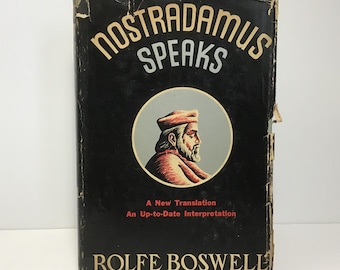 NOSTRADAMUS
SPEAKS
A New Translation
An Up-to-Date Interpretation
ROLFE BOSWELL